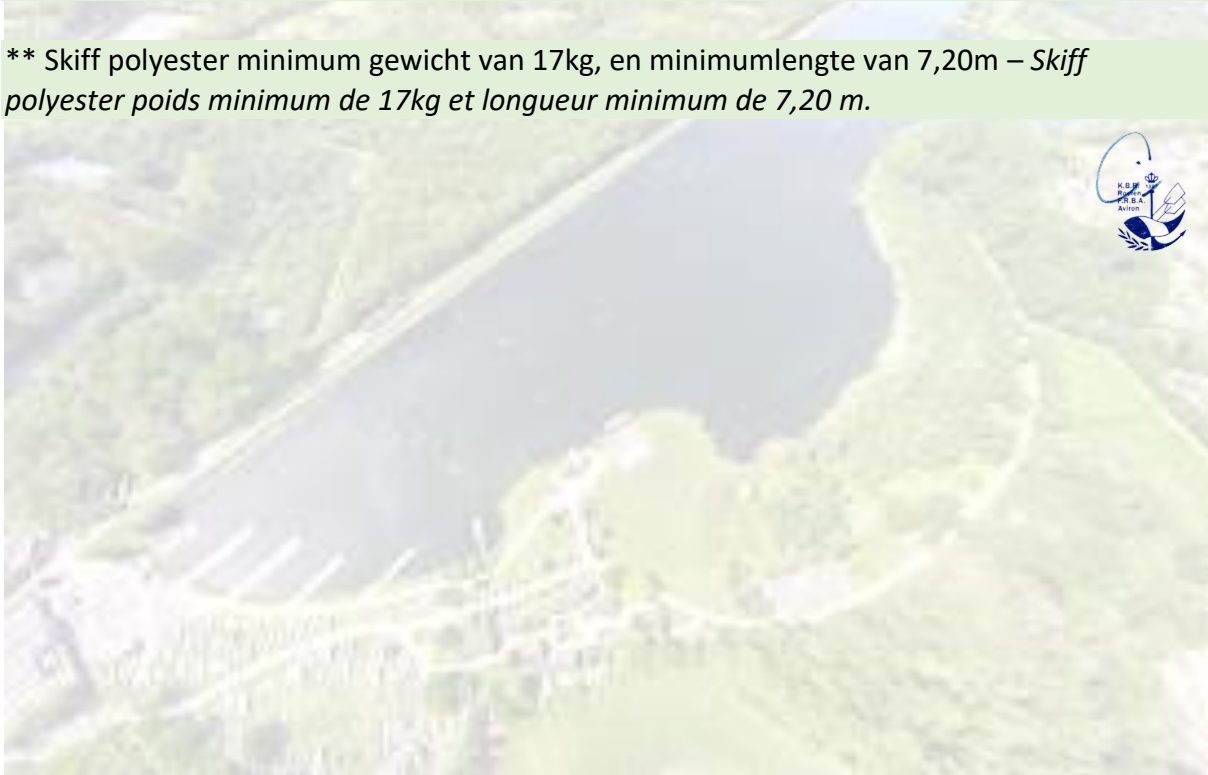 ** Skiff polyester minimum gewicht van 17kg, en minimumlengte van 7,20m – Skiff
polyester poids minimum de 17kg et longueur minimum de 7,20 m.
K.B.R.
Roeien
F.R.B.A.
Aviron